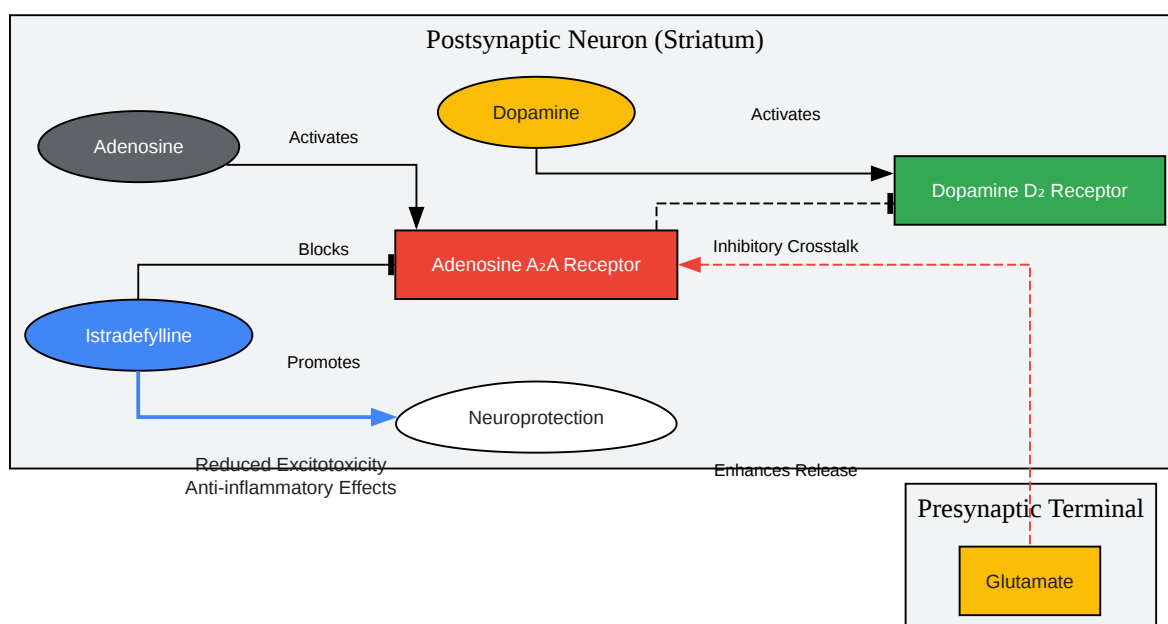 Postsynaptic Neuron (Striatum)
Dopamine
Activates
Adenosine
Activates
Dopamine D₂ Receptor
Blocks
Adenosine A₂A Receptor
Inhibitory Crosstalk
Istradefylline
Promotes
Neuroprotection
Reduced Excitotoxicity
Anti-inflammatory Effects
Enhances Release
Presynaptic Terminal
Glutamate